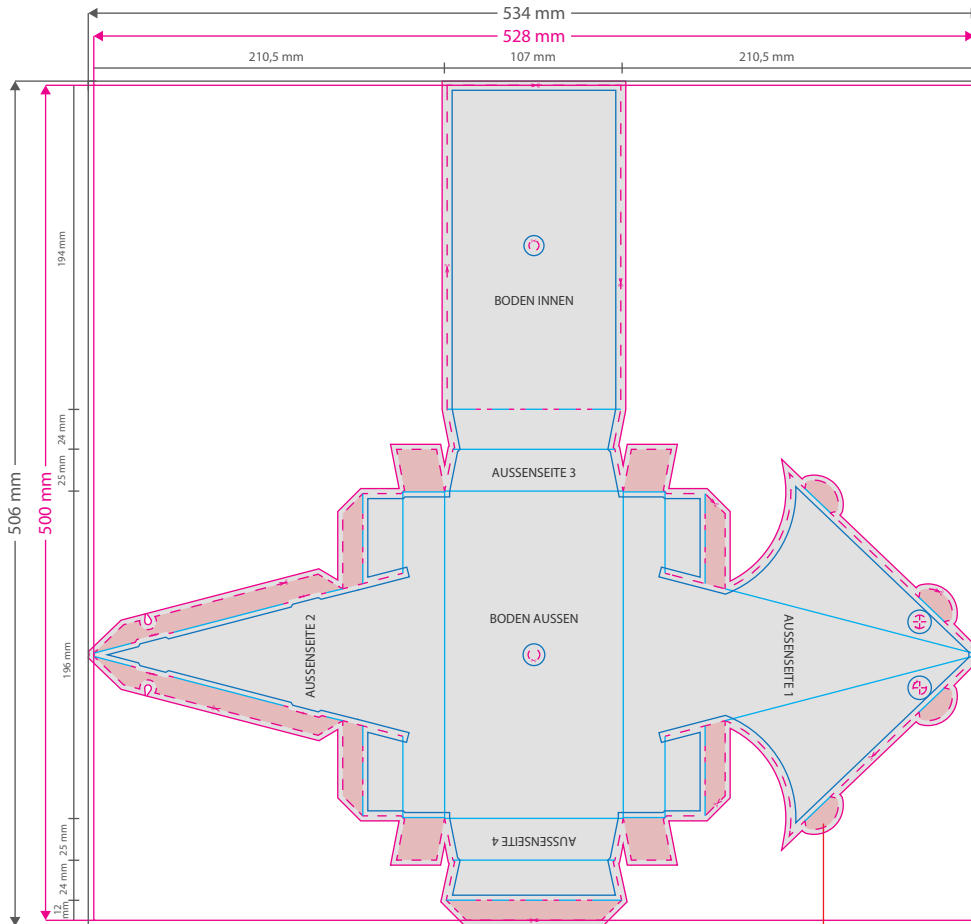 534 mm
528 mm
210,5 mm
107 mm
210,5 mm
506 mm
500 mm
194 mm
24 mm
25 mm
196 mm
25 mm
24 mm
12
mm
BODEN INNEN
AUSSENSEITE 3
BODEN AUSSEN
AUSSENSEITE 2
AUSSENSEITE 1
AUSSENSEITE 4